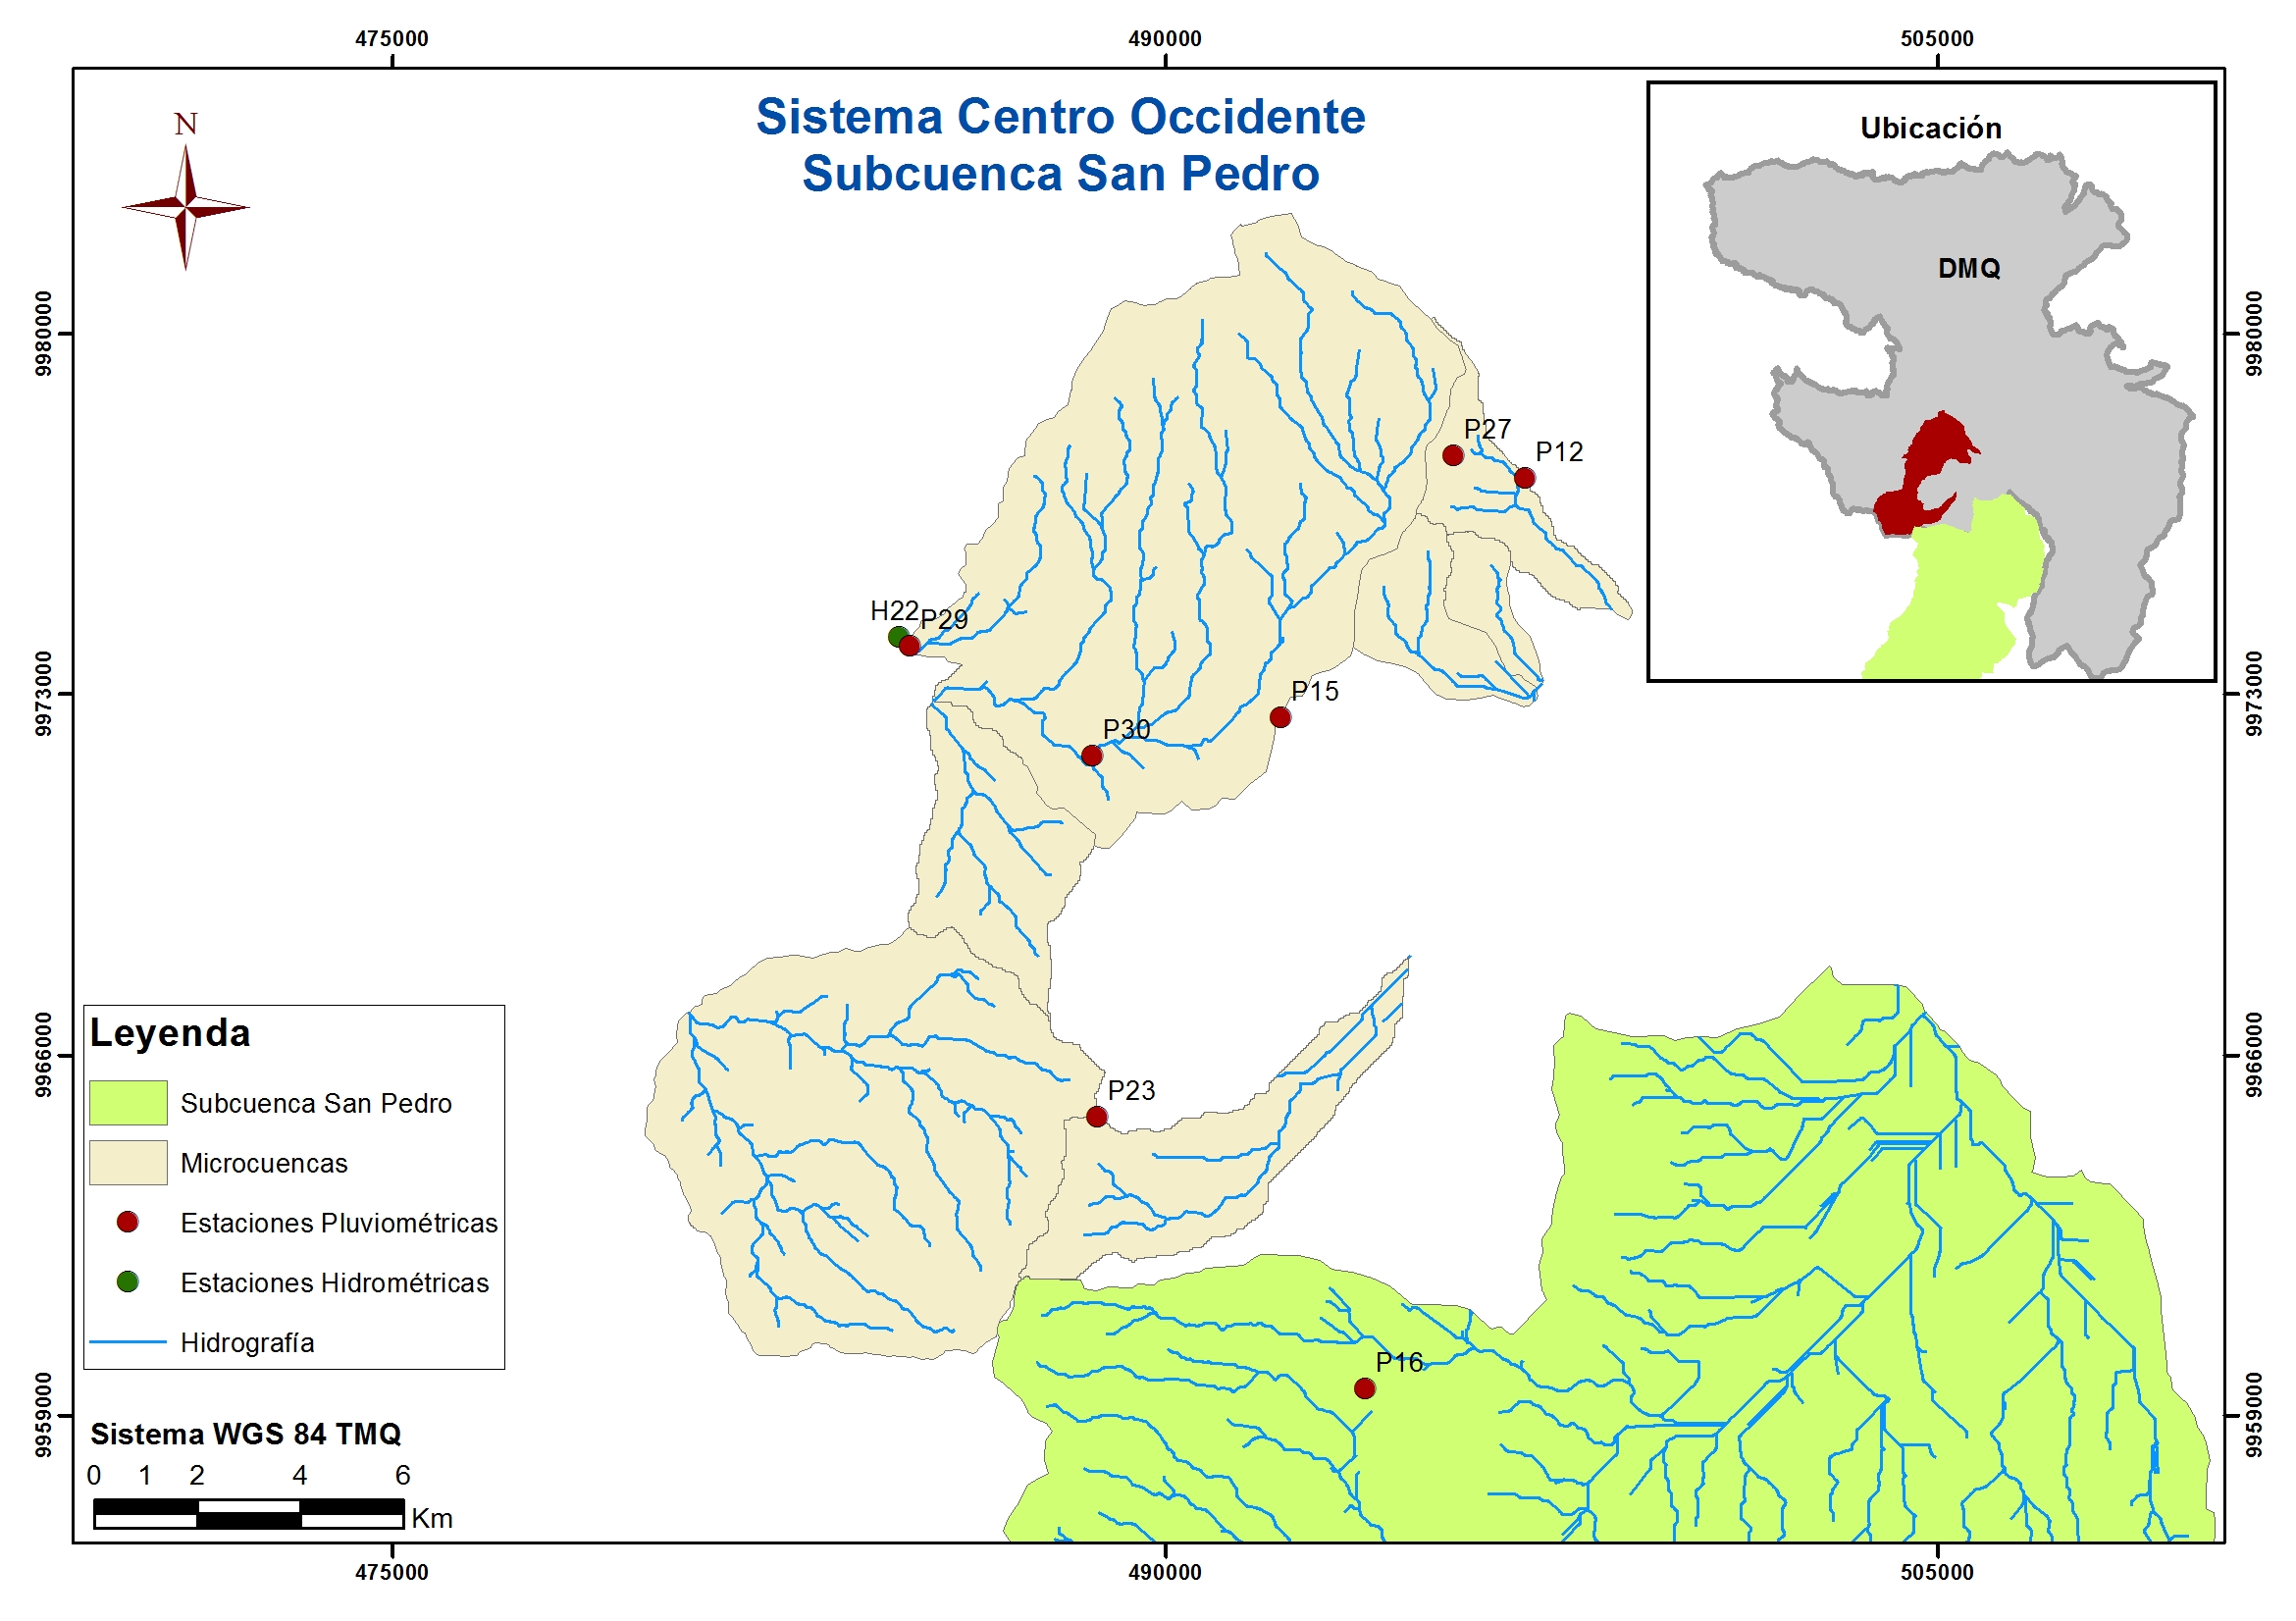 475000
490000
505000
Sistema Centro Occidente
Subcuenca San Pedro
N
Ubicación
DMQ
9980000
9980000
P27
P12
H22
P29
9973000
9973000
P15
P30
9966000
9966000
Leyenda
Subcuenca San Pedro
Microcuencas
Estaciones Pluviométricas
Estaciones Hidrométricas
Hidrografía
P23
P16
9959000
9959000
Sistema WGS 84 TMQ
0 1 2 4 6
Km
475000
490000
505000